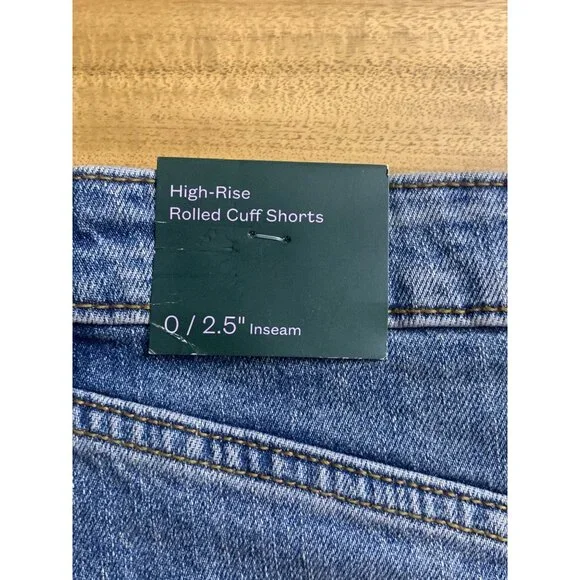 High-Rise
Rolled Cuff Shorts
0 / 2.5" Inseam